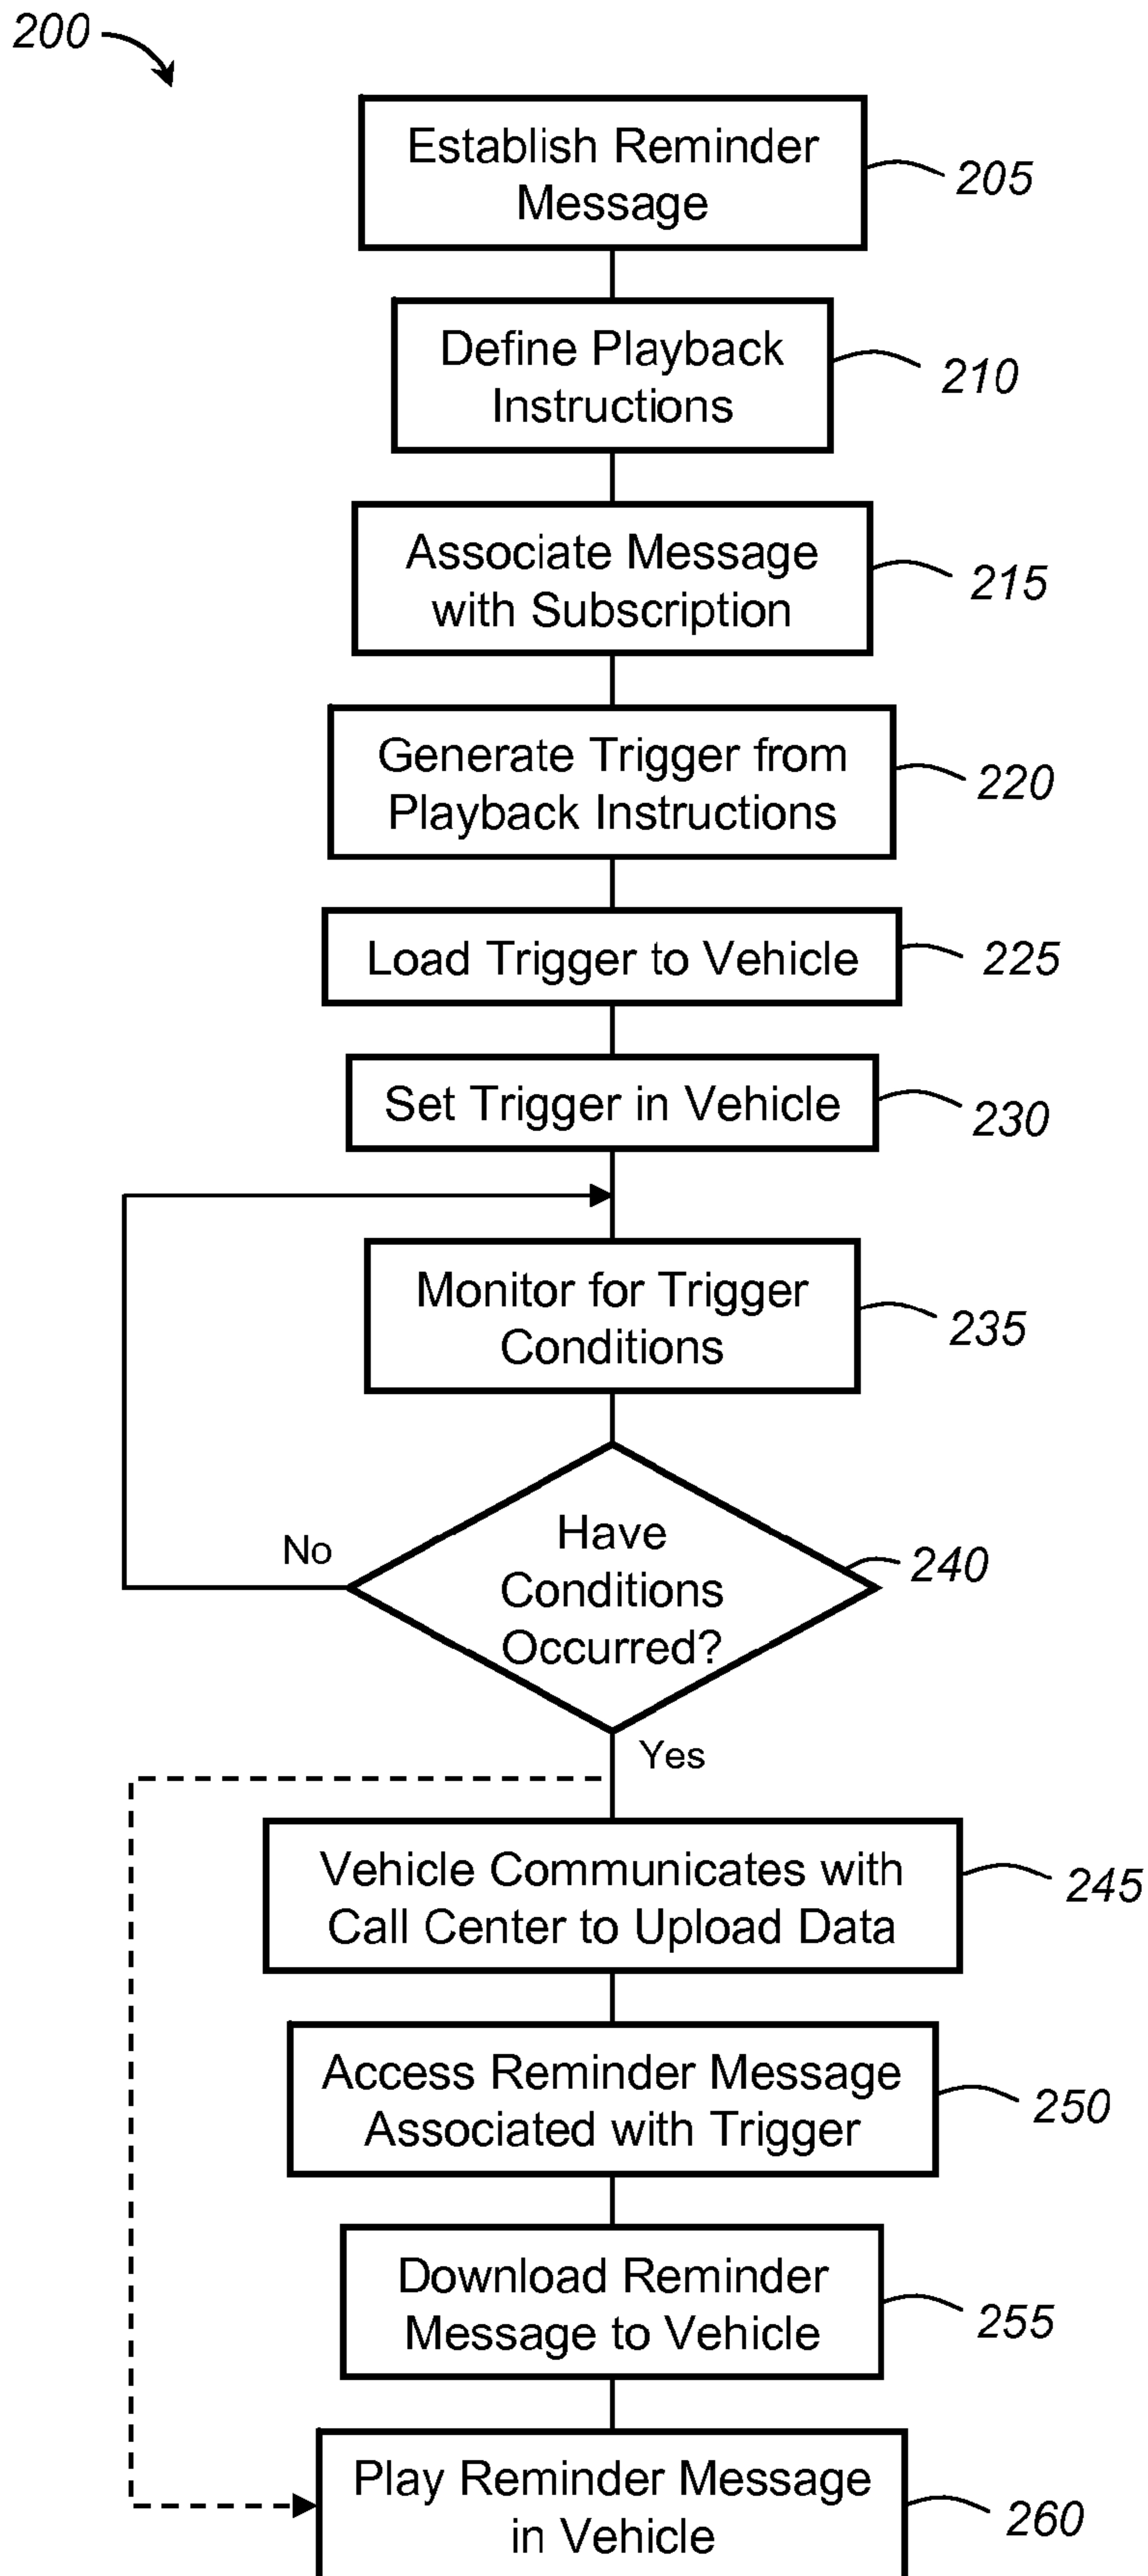 200
Establish Reminder
Message
205
Define Playback
Instructions
210
Associate Message
with Subscription
215
Generate Trigger from
Playback Instructions
220
Load Trigger to Vehicle
225
Set Trigger in Vehicle
230
Monitor for Trigger
Conditions
235
Have
Conditions
Occurred?
240
No
Yes
Vehicle Communicates with
Call Center to Upload Data
245
Access Reminder Message
Associated with Trigger
250
Download Reminder
Message to Vehicle
255
Play Reminder Message
in Vehicle
260